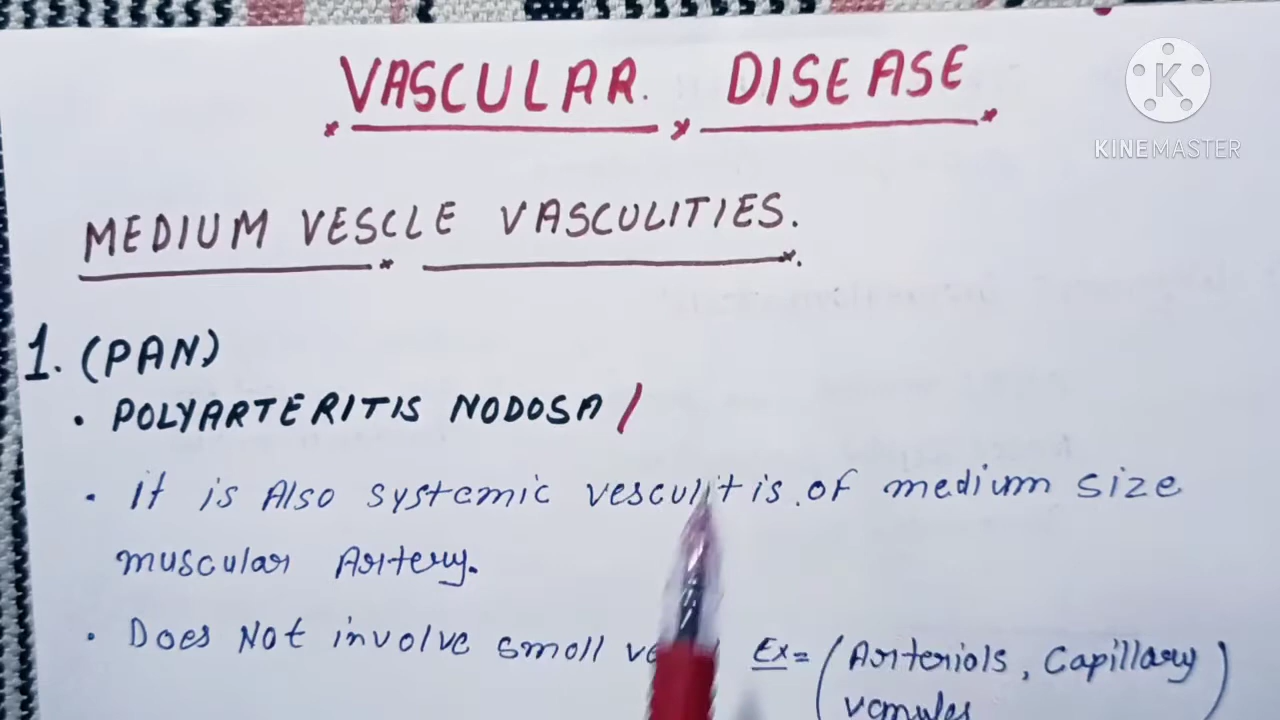 VASCULAR. DISEASE
KINEMASTER
MEDIUM VESCLE VASCULITIES.
1. (PAN)
• POLYARTERITIS NODOSA /
• It is Also systemic vesculitis. of medium size
muscular Artery.
• Does Not involve small Ex = (Arteriols, Capillary
venules)